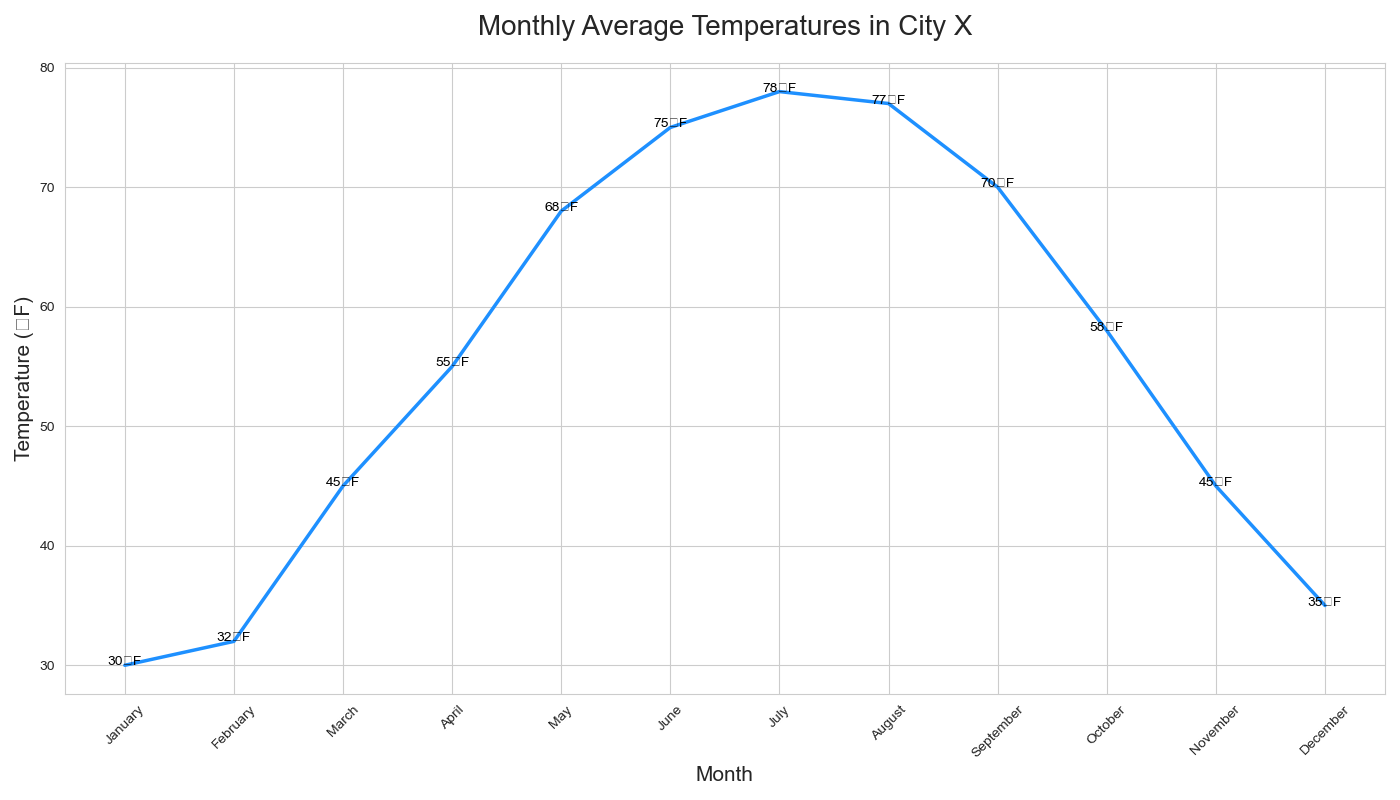 Monthly Average Temperatures in City X
80
70
60
50
40
30
Temperature (□F)
30□F
32□F
45□F
55□F
68□F
75□F
78□F
77□F
70□F
58□F
45□F
35□F
January
February
March
April
May
June
July
August
September
October
November
December
Month